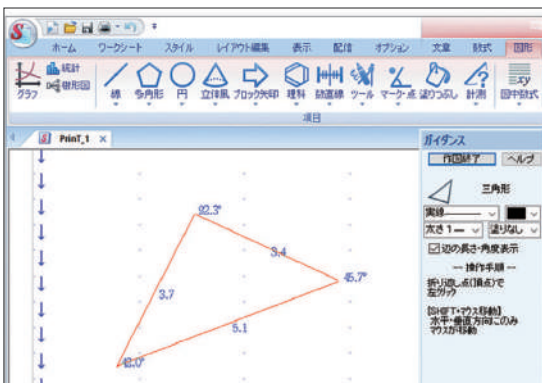 ホーム ワークシート スタイル レイアウト編集 表示 配信 オプション 文章 数式 図形
統計
樹形図
グラフ 線 多角形 円 立体風 ブロック矢印 理科 数直線 ツール マーク・点 塗りつぶし 計測 図中数式
項目
PrinT_1 ×
ガイダンス
作図終了 ヘルプ
三角形
実線
太さ1 塗りなし
辺の長さ・角度表示
― 操作手順 ―
折り返し点(頂点)で
左クリック
[SHIFT+マウス移動]
水平・垂直方向にのみ
マウスが移動
92.3°
3.4
45.7°
3.7
5.1
42.0°